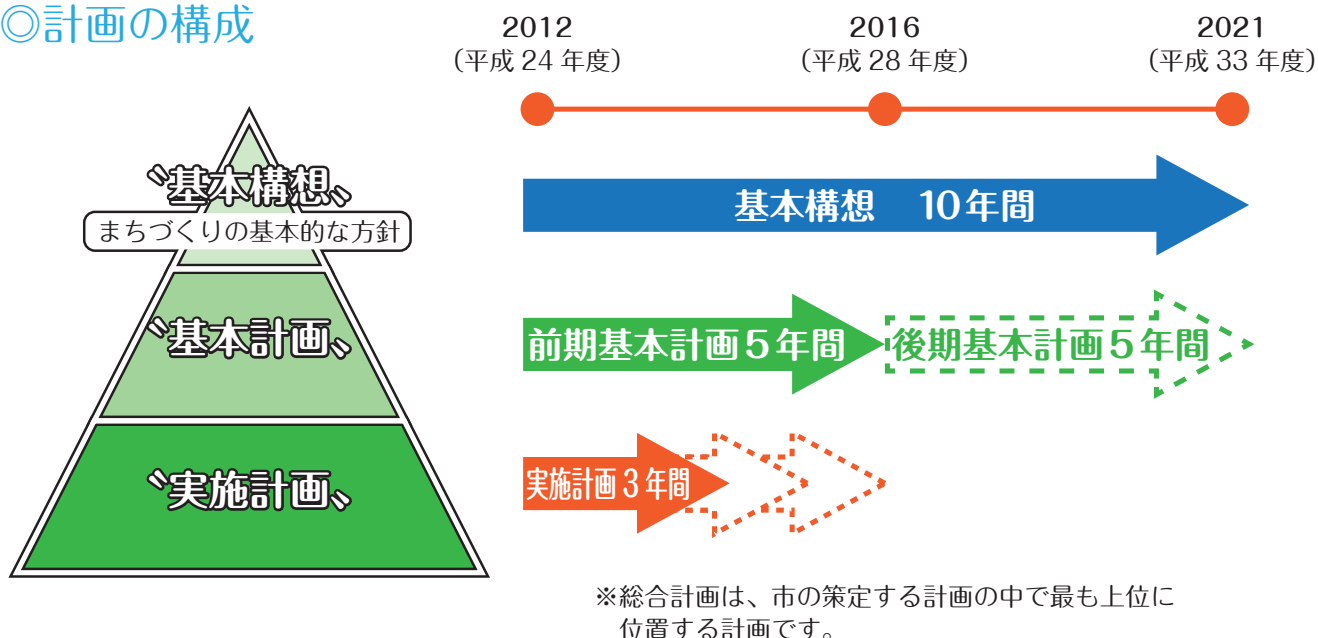 ◎計画の構成
2012
(平成 24 年度)
2016
(平成 28 年度)
2021
(平成 33 年度)
〝基本構想〟
まちづくりの基本的な方針
〝基本計画〟
〝実施計画〟
基本構想　10年間
前期基本計画5年間
後期基本計画5年間
実施計画3年間
※総合計画は、市の策定する計画の中で最も上位に
位置する計画です。